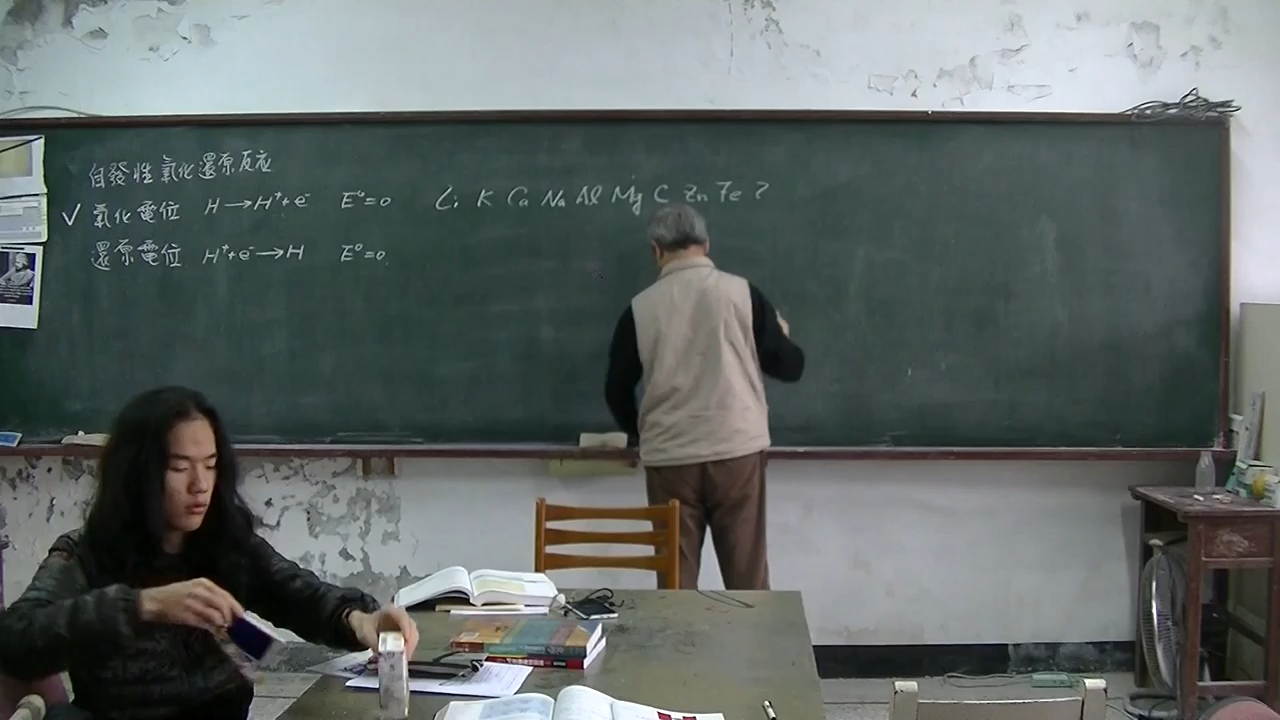 自發性氧化還原反应
✓ 氧化電位 H→H⁺+e⁻ E°=0 Li K Ca Na Al Mg C Zn Fe ?
還原電位 H⁺+e⁻→H E°=0